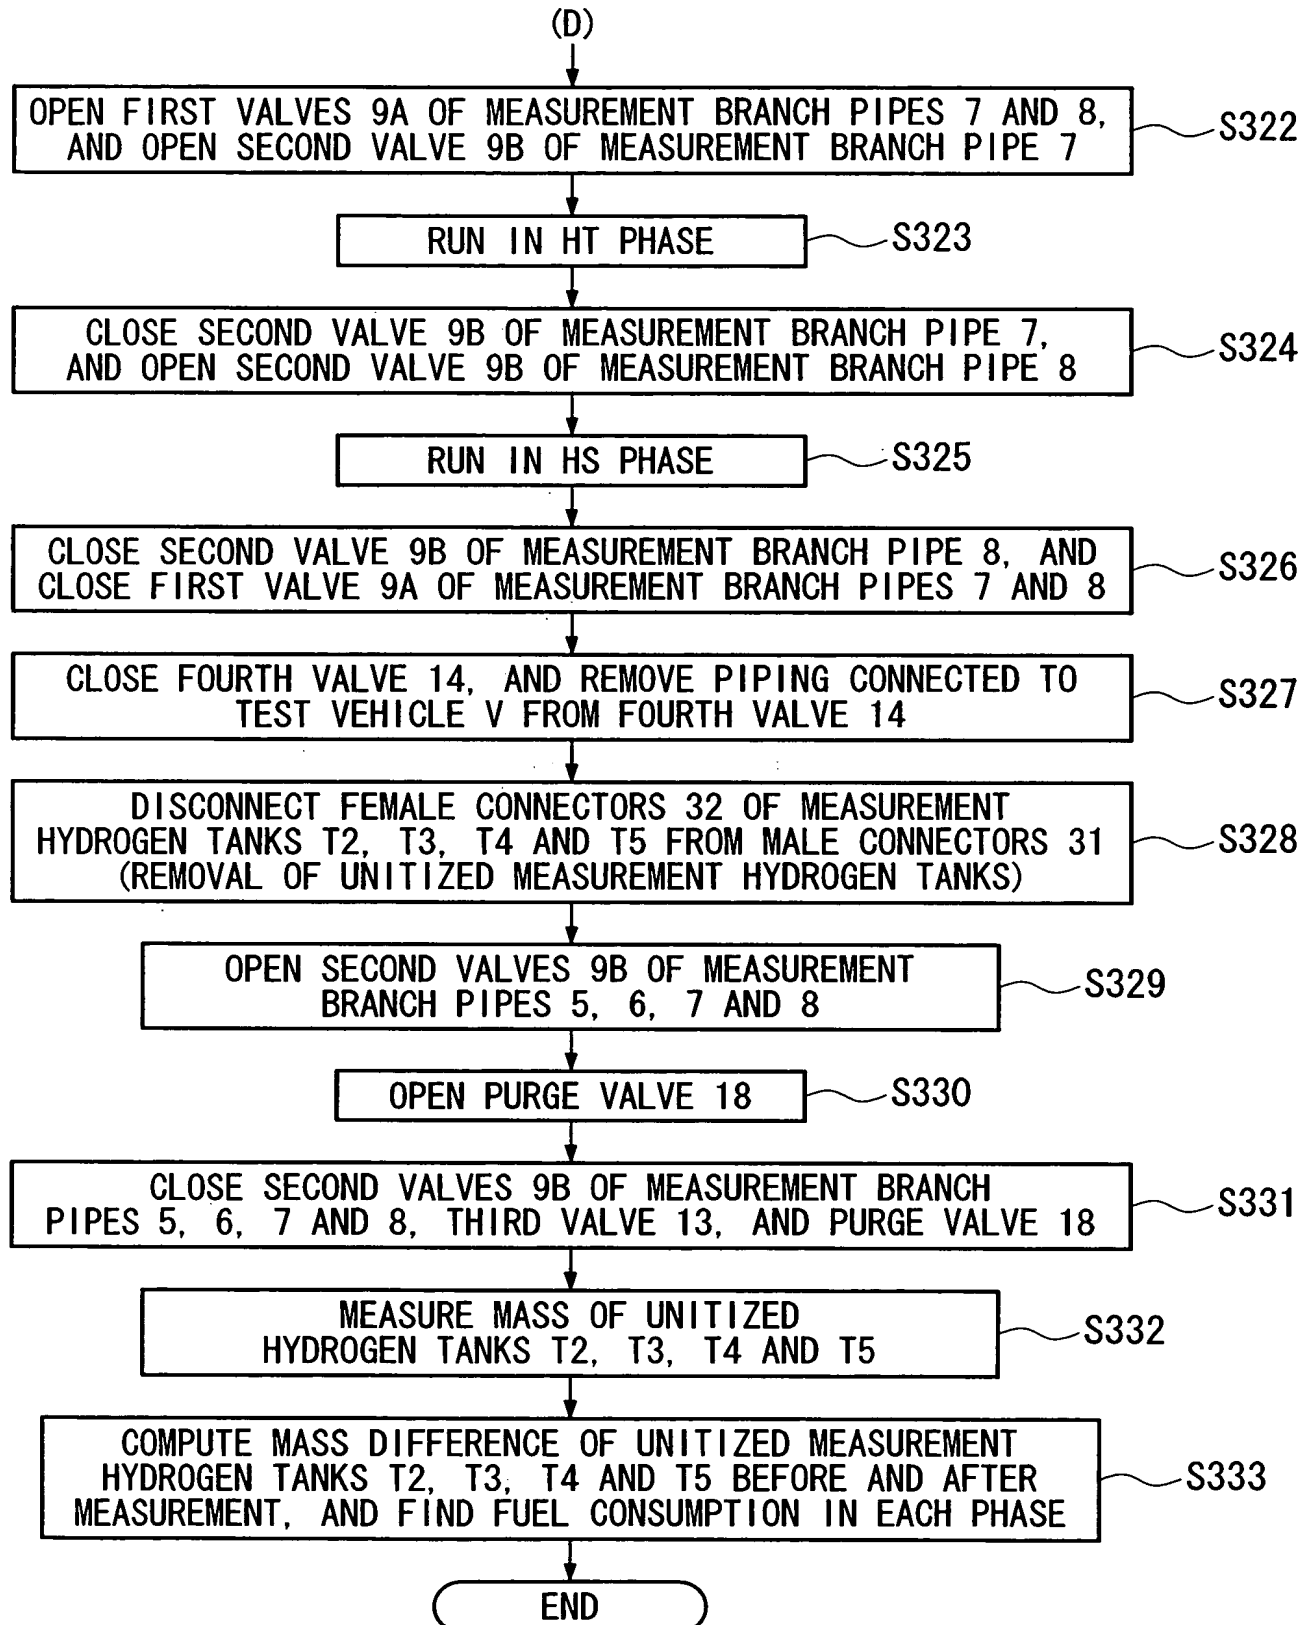 (D)
OPEN FIRST VALVES 9A OF MEASUREMENT BRANCH PIPES 7 AND 8,
AND OPEN SECOND VALVE 9B OF MEASUREMENT BRANCH PIPE 7
S322
RUN IN HT PHASE
S323
CLOSE SECOND VALVE 9B OF MEASUREMENT BRANCH PIPE 7,
AND OPEN SECOND VALVE 9B OF MEASUREMENT BRANCH PIPE 8
S324
RUN IN HS PHASE
S325
CLOSE SECOND VALVE 9B OF MEASUREMENT BRANCH PIPE 8, AND
CLOSE FIRST VALVE 9A OF MEASUREMENT BRANCH PIPES 7 AND 8
S326
CLOSE FOURTH VALVE 14, AND REMOVE PIPING CONNECTED TO
TEST VEHICLE V FROM FOURTH VALVE 14
S327
DISCONNECT FEMALE CONNECTORS 32 OF MEASUREMENT
HYDROGEN TANKS T2, T3, T4 AND T5 FROM MALE CONNECTORS 31
(REMOVAL OF UNITIZED MEASUREMENT HYDROGEN TANKS)
S328
OPEN SECOND VALVES 9B OF MEASUREMENT
BRANCH PIPES 5, 6, 7 AND 8
S329
OPEN PURGE VALVE 18
S330
CLOSE SECOND VALVES 9B OF MEASUREMENT BRANCH
PIPES 5, 6, 7 AND 8, THIRD VALVE 13, AND PURGE VALVE 18
S331
MEASURE MASS OF UNITIZED
HYDROGEN TANKS T2, T3, T4 AND T5
S332
COMPUTE MASS DIFFERENCE OF UNITIZED MEASUREMENT
HYDROGEN TANKS T2, T3, T4 AND T5 BEFORE AND AFTER
MEASUREMENT, AND FIND FUEL CONSUMPTION IN EACH PHASE
S333
END